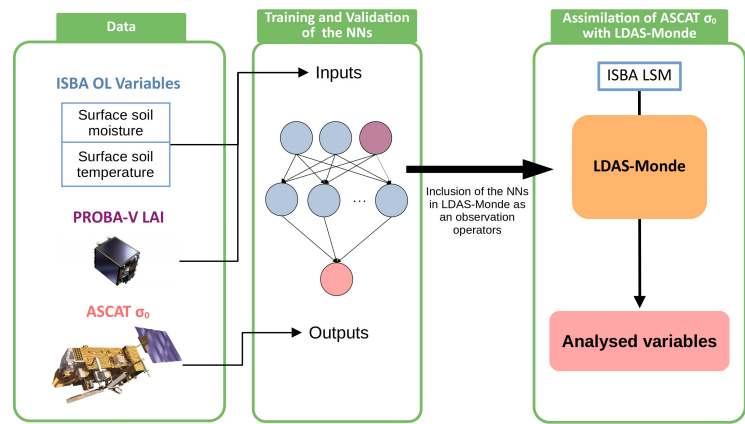 Data
ISBA OL Variables
Surface soil
moisture
Surface soil
temperature
PROBA-V LAI
ASCAT σ₀
Training and Validation
of the NNs
Inputs
...
Outputs
Inclusion of the NNs
in LDAS-Monde as
an observation
operators
Assimilation of ASCAT σ₀
with LDAS-Monde
ISBA LSM
LDAS-Monde
Analysed variables